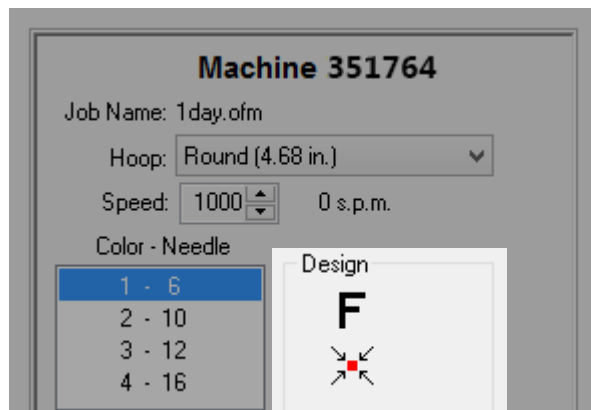 Machine 351764
Job Name: 1day.ofm
Hoop: Round (4.68 in.)
Speed: 1000 0 s.p.m.
Color - Needle
Design
1 - 6
F
2 - 10
3 - 12
4 - 16